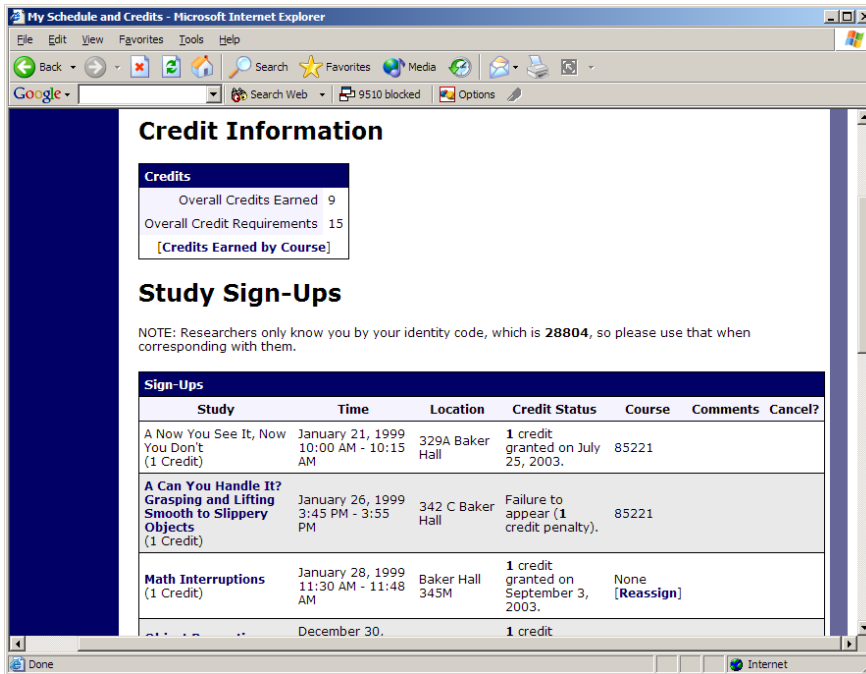 My Schedule and Credits - Microsoft Internet Explorer
File Edit View Favorites Tools Help
Back Search Favorites Media
Google Search Web 9510 blocked Options
Credit Information
Credits
Overall Credits Earned 9
Overall Credit Requirements 15
[Credits Earned by Course]
Study Sign-Ups
NOTE: Researchers only know you by your identity code, which is 28804, so please use that when
corresponding with them.
Sign-Ups
Study Time Location Credit Status Course Comments Cancel?
A Now You See It, Now
You Don't
(1 Credit)
January 21, 1999
10:00 AM - 10:15
AM
329A Baker
Hall
1 credit
granted on July
25, 2003.
85221
A Can You Handle It?
Grasping and Lifting
Smooth to Slippery
Objects
(1 Credit)
January 26, 1999
3:45 PM - 3:55
PM
342 C Baker
Hall
Failure to
appear (1
credit penalty).
85221
Math Interruptions
(1 Credit)
January 28, 1999
11:30 AM - 11:48
AM
Baker Hall
345M
1 credit
granted on
September 3,
2003.
None
[Reassign]
December 30,
1 credit
Done Internet